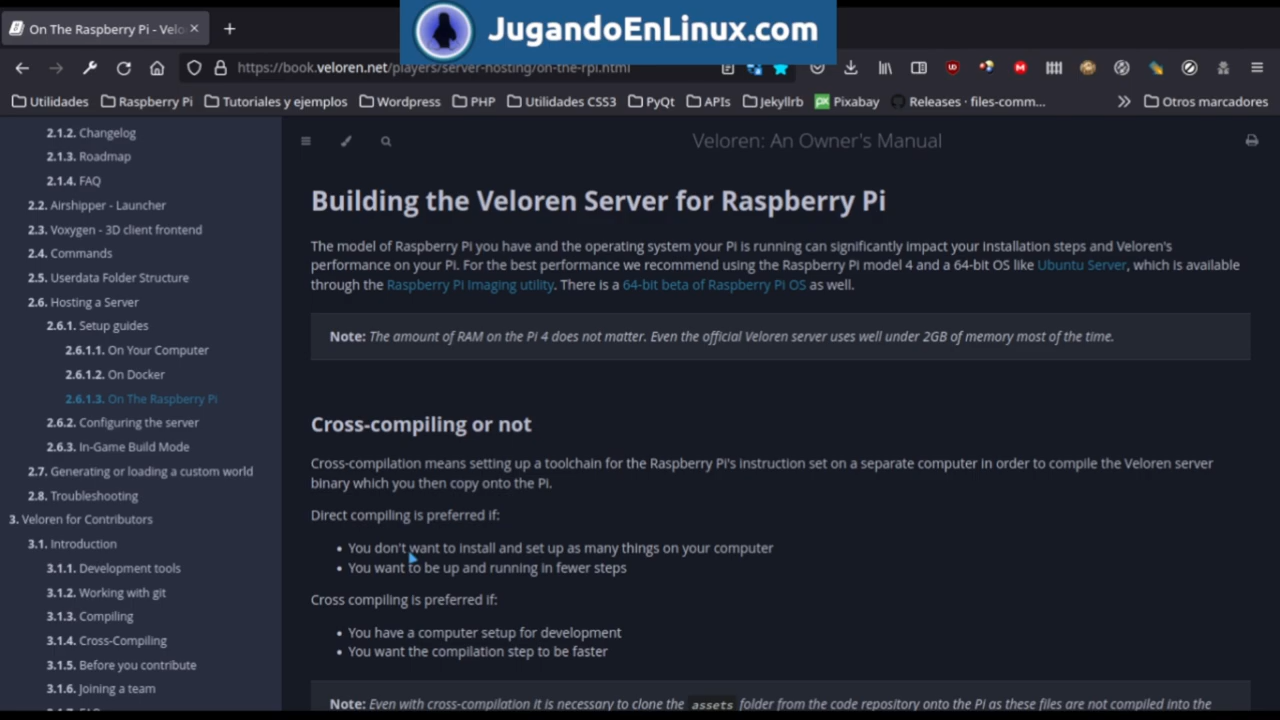 JugandoEnLinux.com
On The Raspberry Pi - Velo
https://book.veloren.net/players/server-hosting/on-the-rpi.html
Utilidades Raspberry Pi Tutoriales y ejemplos Wordpress PHP Utilidades CSS3 PyQt APIs Jekyllrb Pixabay Releases · files-comm... Otros marcadores
2.1.2. Changelog
2.1.3. Roadmap
2.1.4. FAQ
2.2. Airshipper - Launcher
2.3. Voxygen - 3D client frontend
2.4. Commands
2.5. Userdata Folder Structure
2.6. Hosting a Server
2.6.1. Setup guides
2.6.1.1. On Your Computer
2.6.1.2. On Docker
2.6.1.3. On The Raspberry Pi
2.6.2. Configuring the server
2.6.3. In-Game Build Mode
2.7. Generating or loading a custom world
2.8. Troubleshooting
3. Veloren for Contributors
3.1. Introduction
3.1.1. Development tools
3.1.2. Working with git
3.1.3. Compiling
3.1.4. Cross-Compiling
3.1.5. Before you contribute
3.1.6. Joining a team
Veloren: An Owner's Manual
Building the Veloren Server for Raspberry Pi
The model of Raspberry Pi you have and the operating system your Pi is running can significantly impact your installation steps and Veloren's
performance on your Pi. For the best performance we recommend using the Raspberry Pi model 4 and a 64-bit OS like Ubuntu Server, which is available
through the Raspberry Pi Imaging utility. There is a 64-bit beta of Raspberry Pi OS as well.
Note: The amount of RAM on the Pi 4 does not matter. Even the official Veloren server uses well under 2GB of memory most of the time.
Cross-compiling or not
Cross-compilation means setting up a toolchain for the Raspberry Pi's instruction set on a separate computer in order to compile the Veloren server
binary which you then copy onto the Pi.
Direct compiling is preferred if:
• You don't want to install and set up as many things on your computer
• You want to be up and running in fewer steps
Cross compiling is preferred if:
• You have a computer setup for development
• You want the compilation step to be faster
Note: Even with cross-compilation it is necessary to clone the assets folder from the code repository onto the Pi as these files are not compiled into the